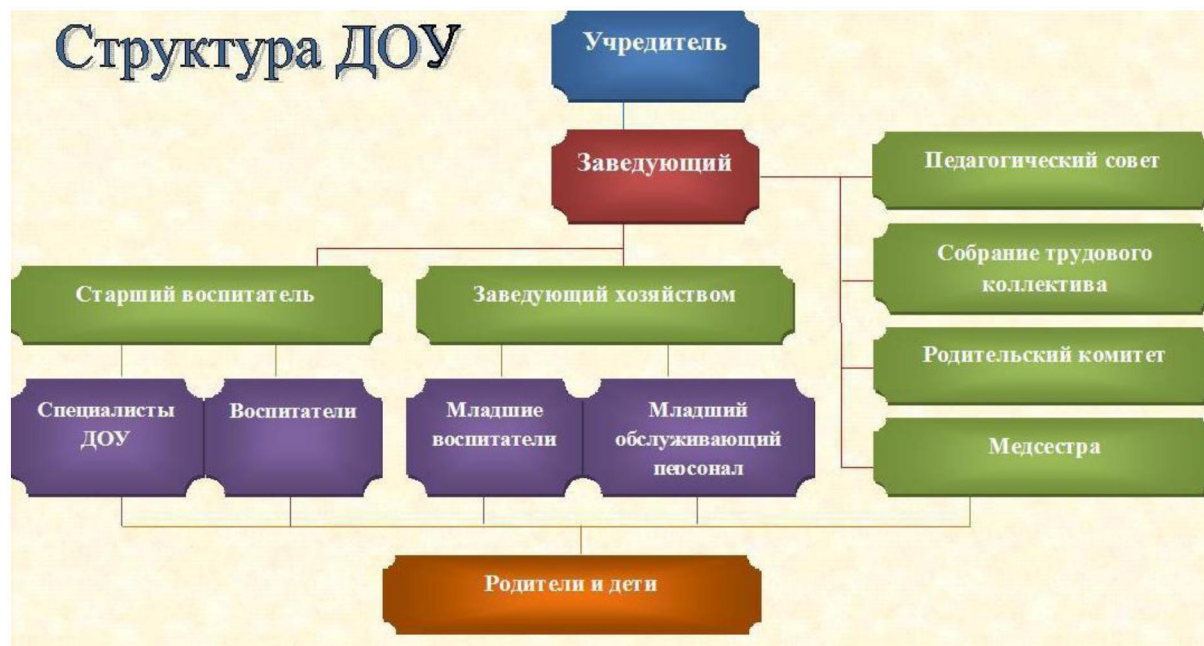 Структура ДОУ
Учредитель
Заведующий
Педагогический совет
Собрание трудового
коллектива
Родительский комитет
Медсестра
Старший воспитатель
Заведующий хозяйством
Специалисты
ДОУ
Воспитатели
Младшие
воспитатели
Младший
обслуживающий
персонал
Родители и дети